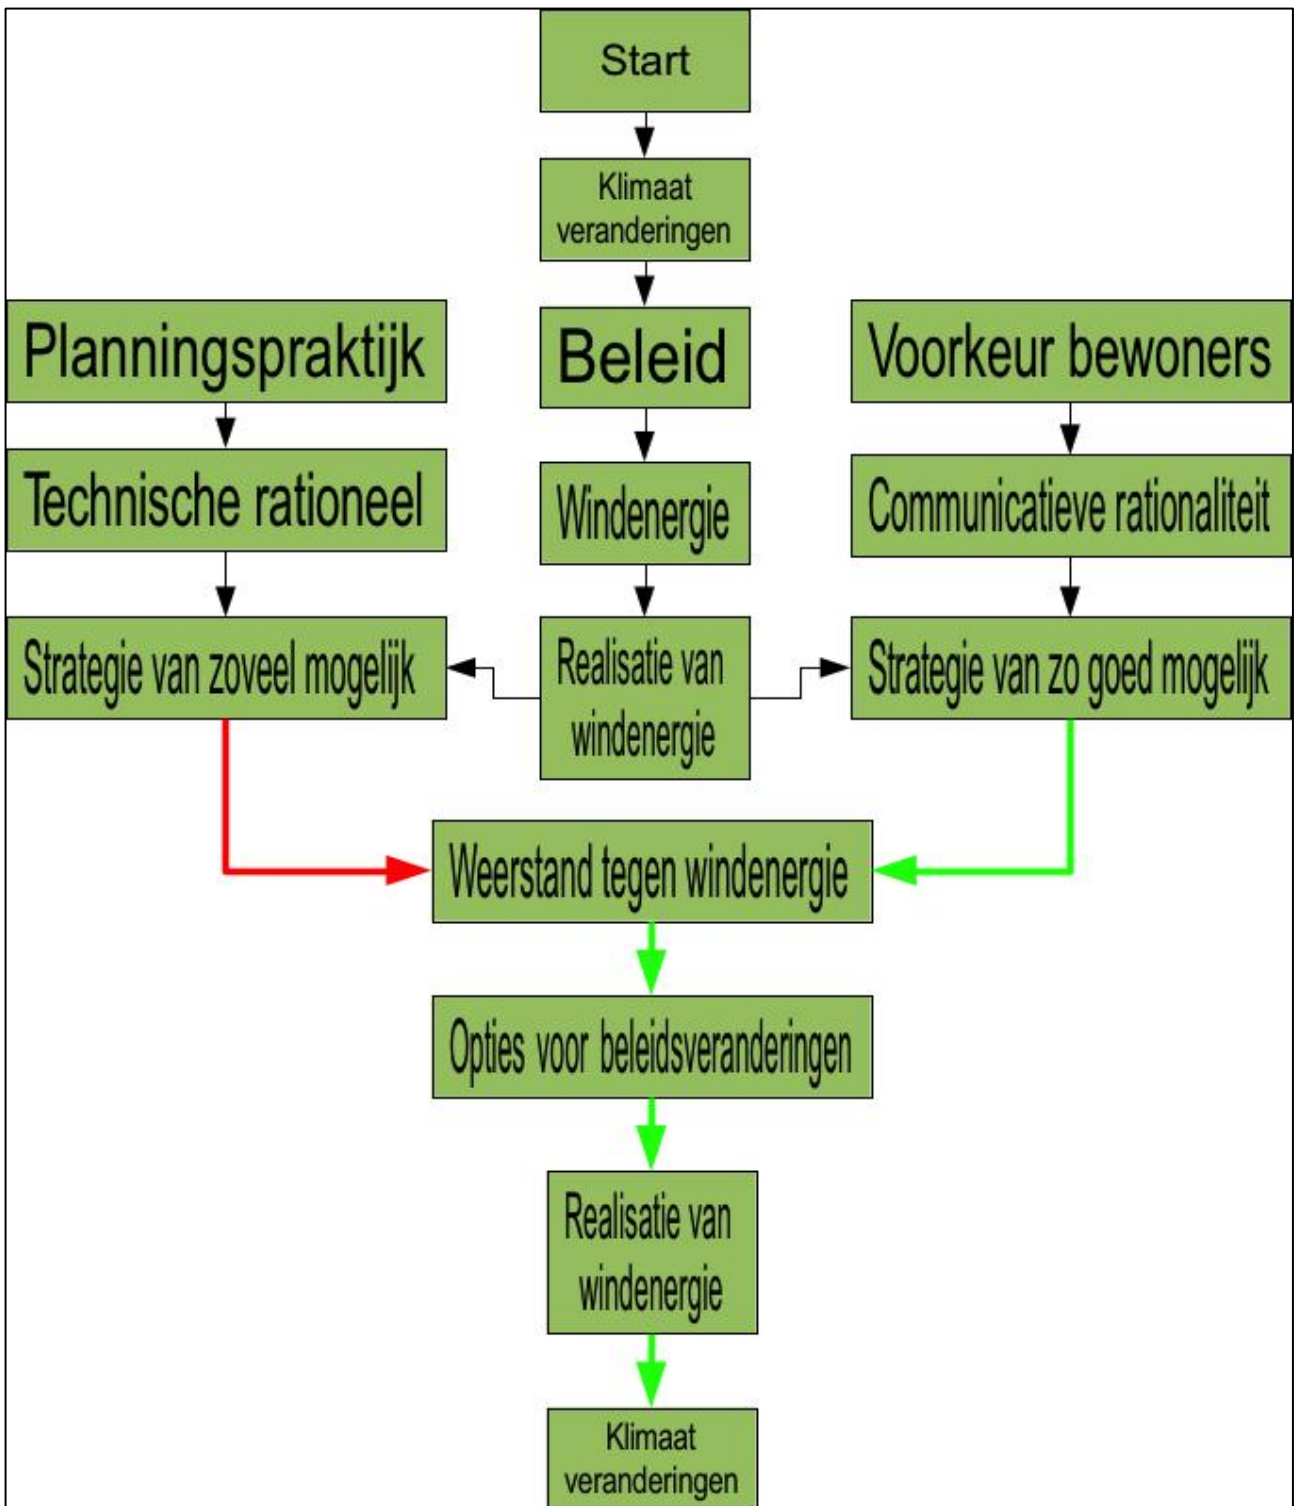 Start
Klimaat
veranderingen
Planningspraktijk
Beleid
Voorkeur bewoners
Technische rationeel
Windenergie
Communicatieve rationaliteit
Strategie van zoveel mogelijk
Realisatie van
windenergie
Strategie van zo goed mogelijk
Weerstand tegen windenergie
Opties voor beleidsveranderingen
Realisatie van
windenergie
Klimaat
veranderingen